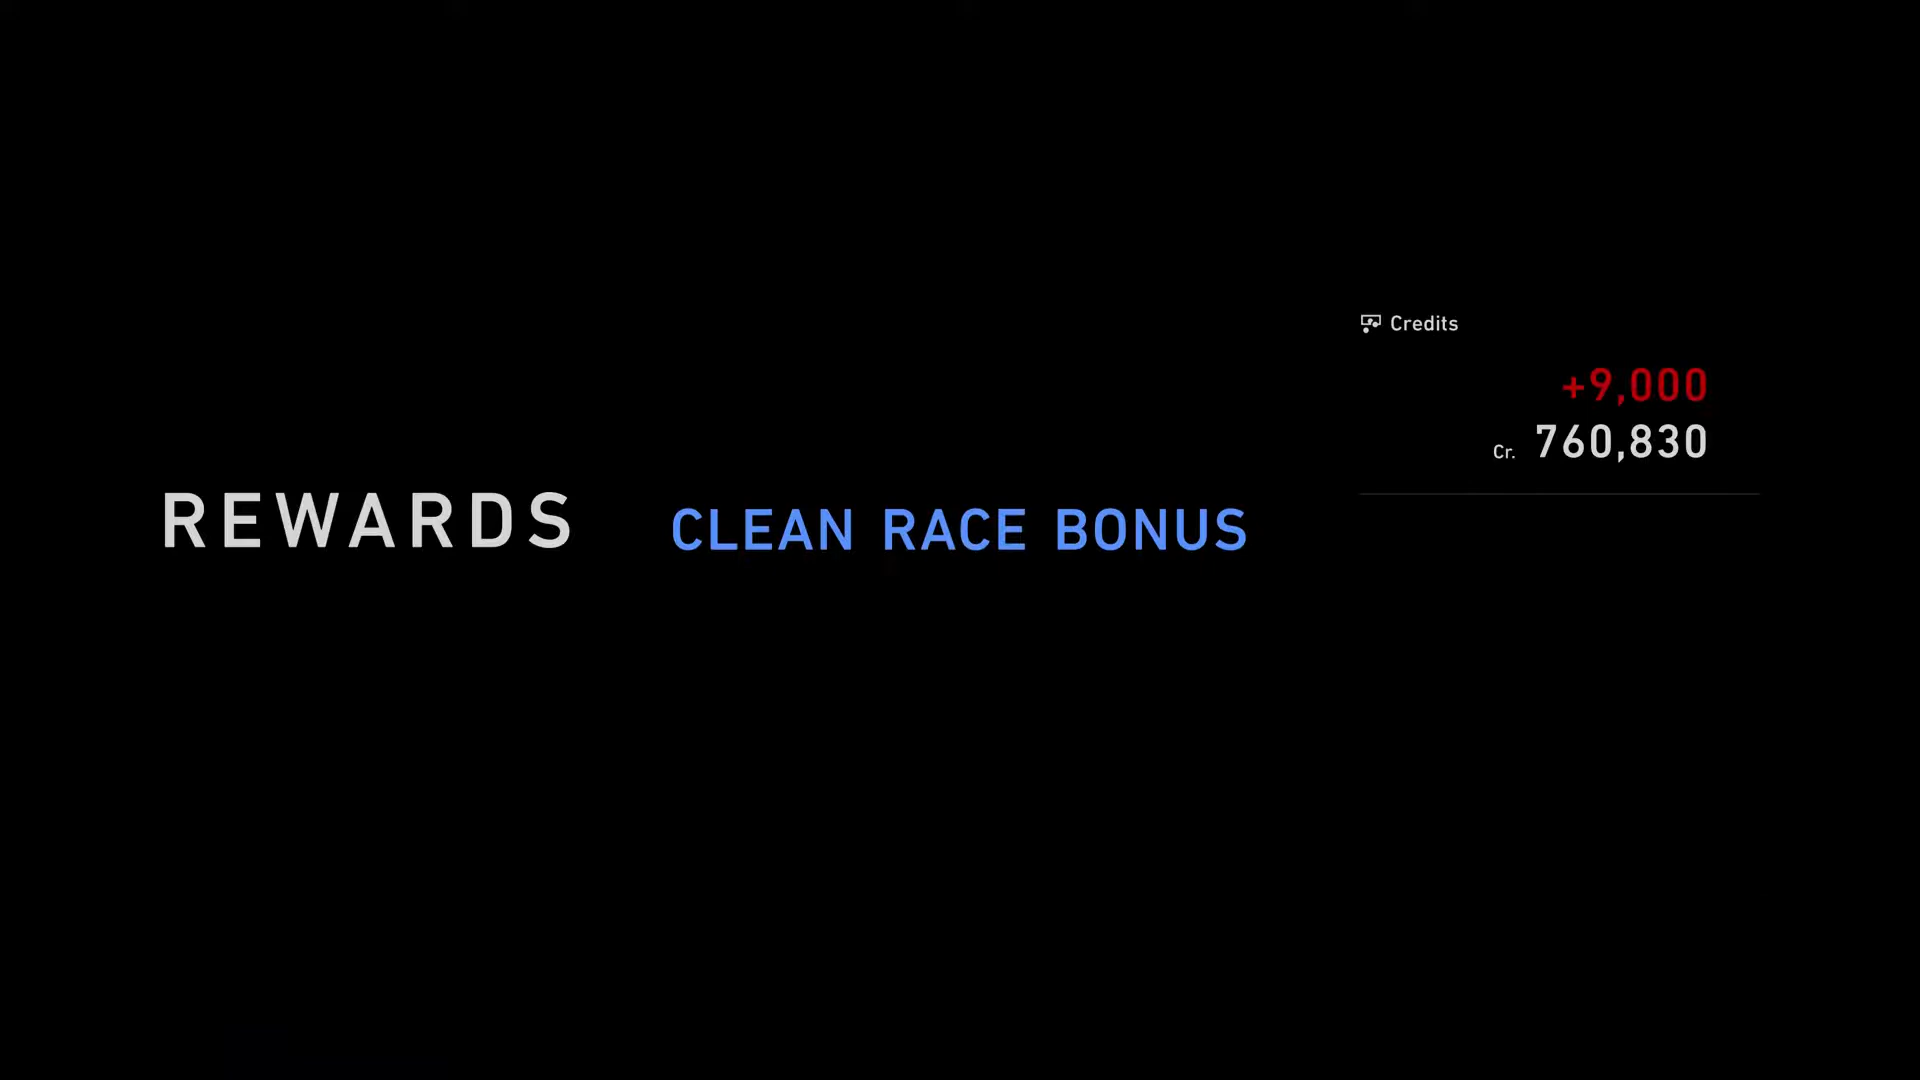 REWARDS
CLEAN RACE BONUS
Credits
+9,000
Cr. 760,830